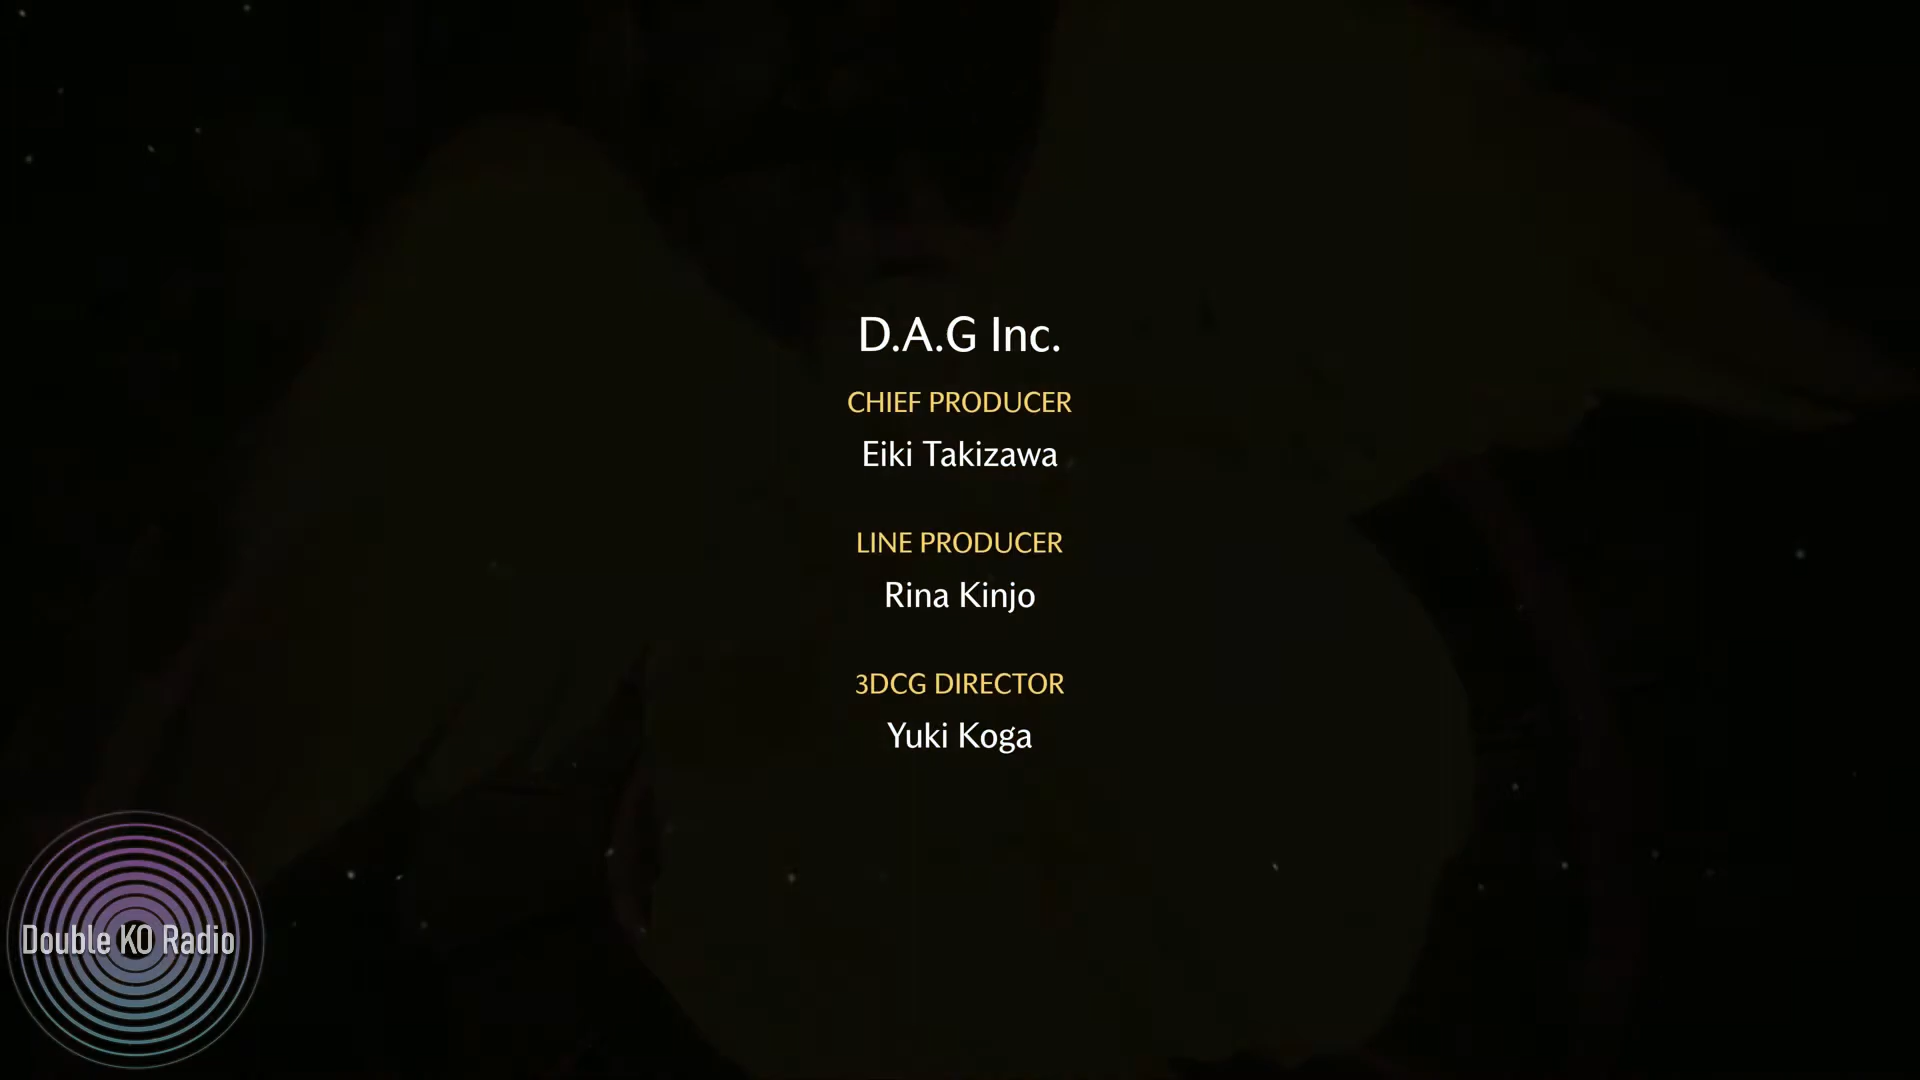 D.A.G Inc.
CHIEF PRODUCER
Eiki Takizawa
LINE PRODUCER
Rina Kinjo
3DCG DIRECTOR
Yuki Koga
Double KO Radio